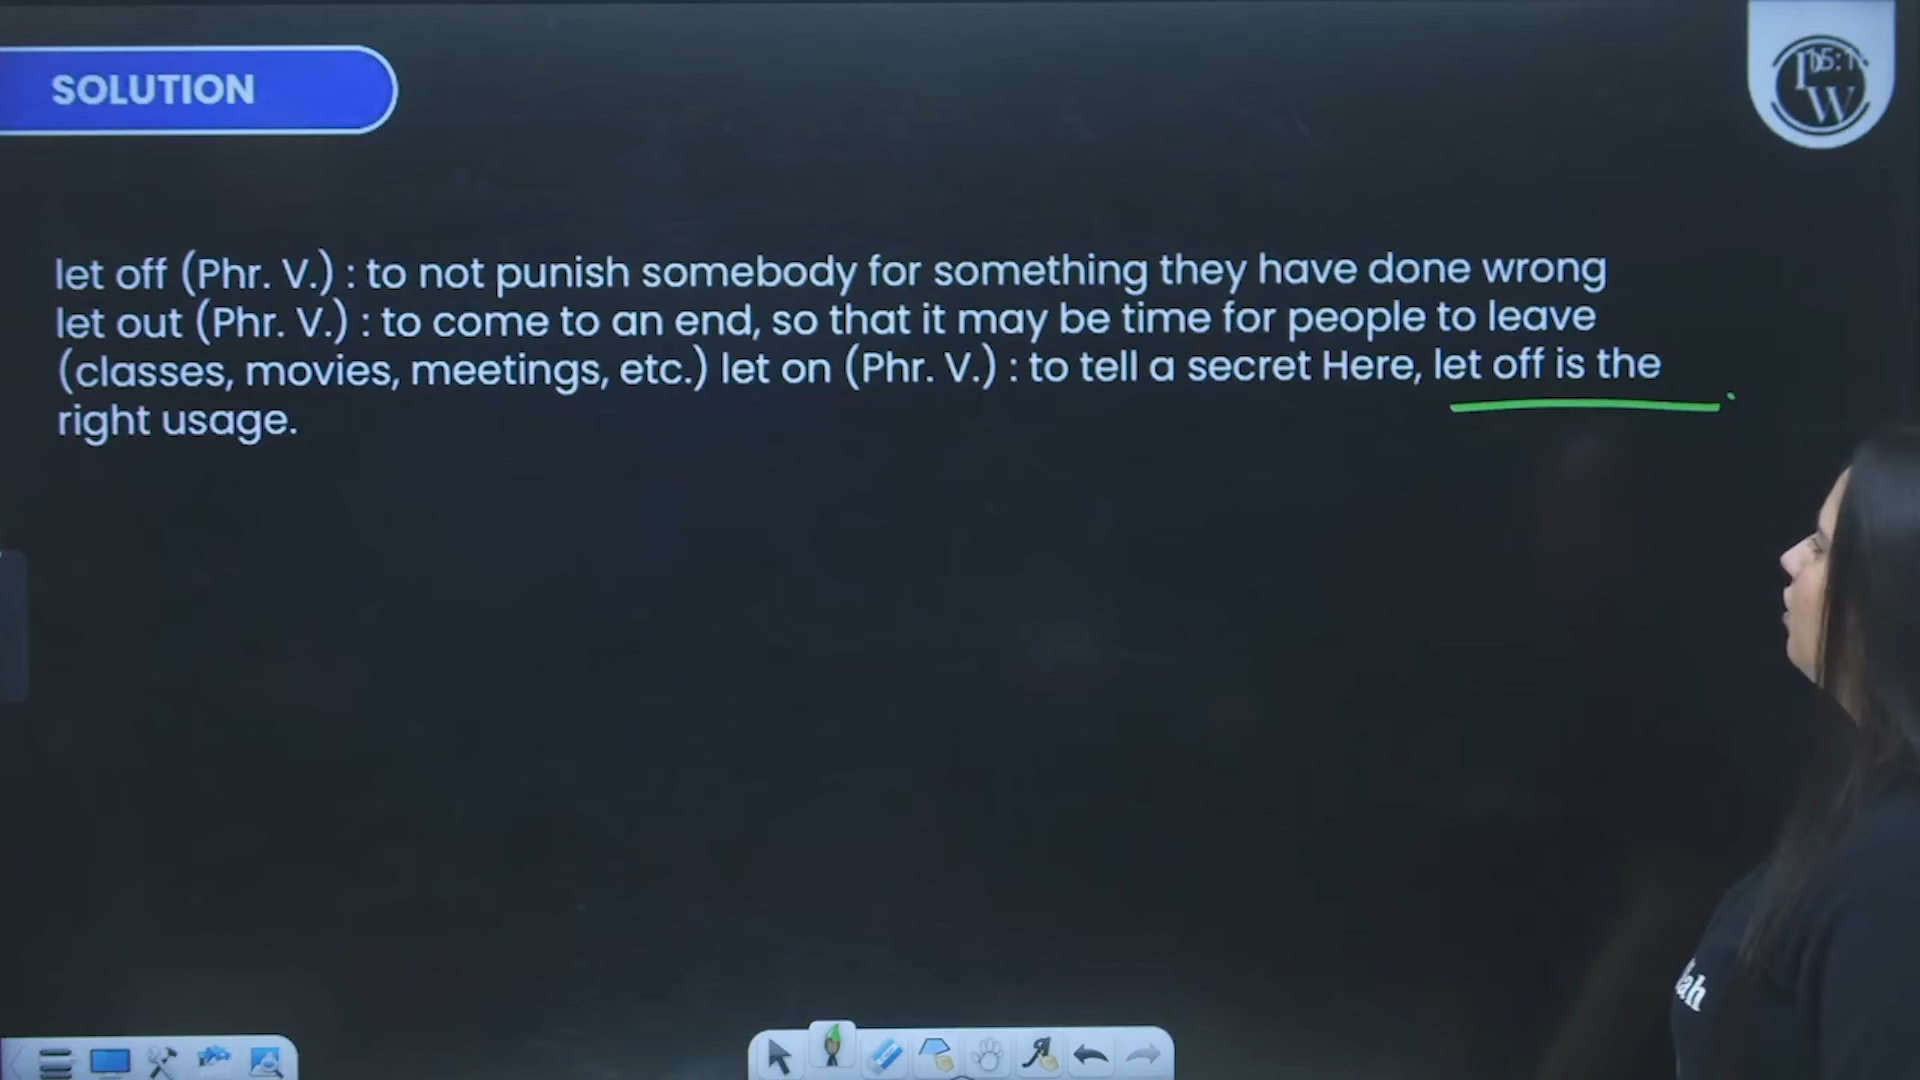 SOLUTION
let off (Phr. V.) : to not punish somebody for something they have done wrong
let out (Phr. V.) : to come to an end, so that it may be time for people to leave
(classes, movies, meetings, etc.) let on (Phr. V.) : to tell a secret Here, let off is the
right usage.